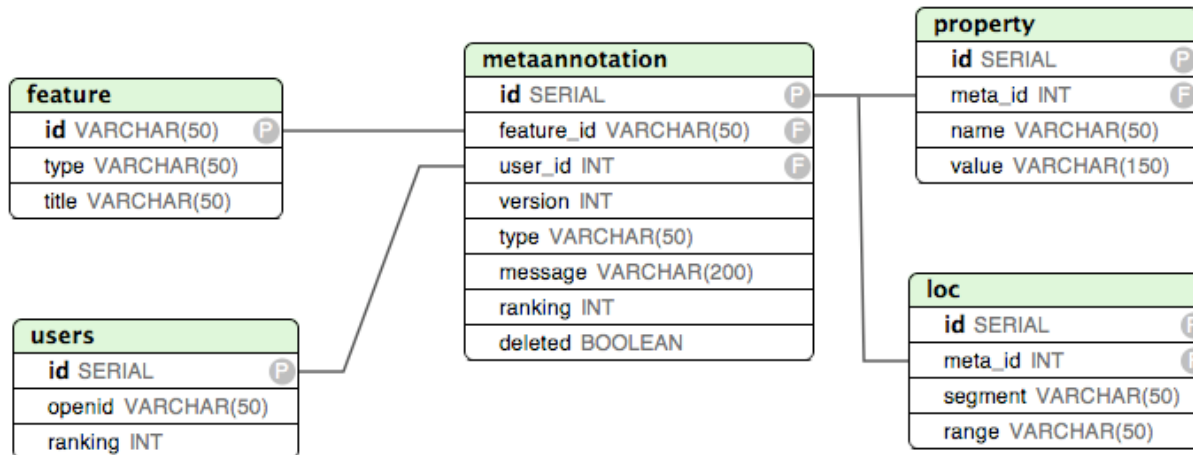 feature
id VARCHAR(50) P
type VARCHAR(50)
title VARCHAR(50)
users
id SERIAL P
openid VARCHAR(50)
ranking INT
metaannotation
id SERIAL P
feature_id VARCHAR(50) F
user_id INT F
version INT
type VARCHAR(50)
message VARCHAR(200)
ranking INT
deleted BOOLEAN
property
id SERIAL P
meta_id INT F
name VARCHAR(50)
value VARCHAR(150)
loc
id SERIAL
meta_id INT
segment VARCHAR(50)
range VARCHAR(50)